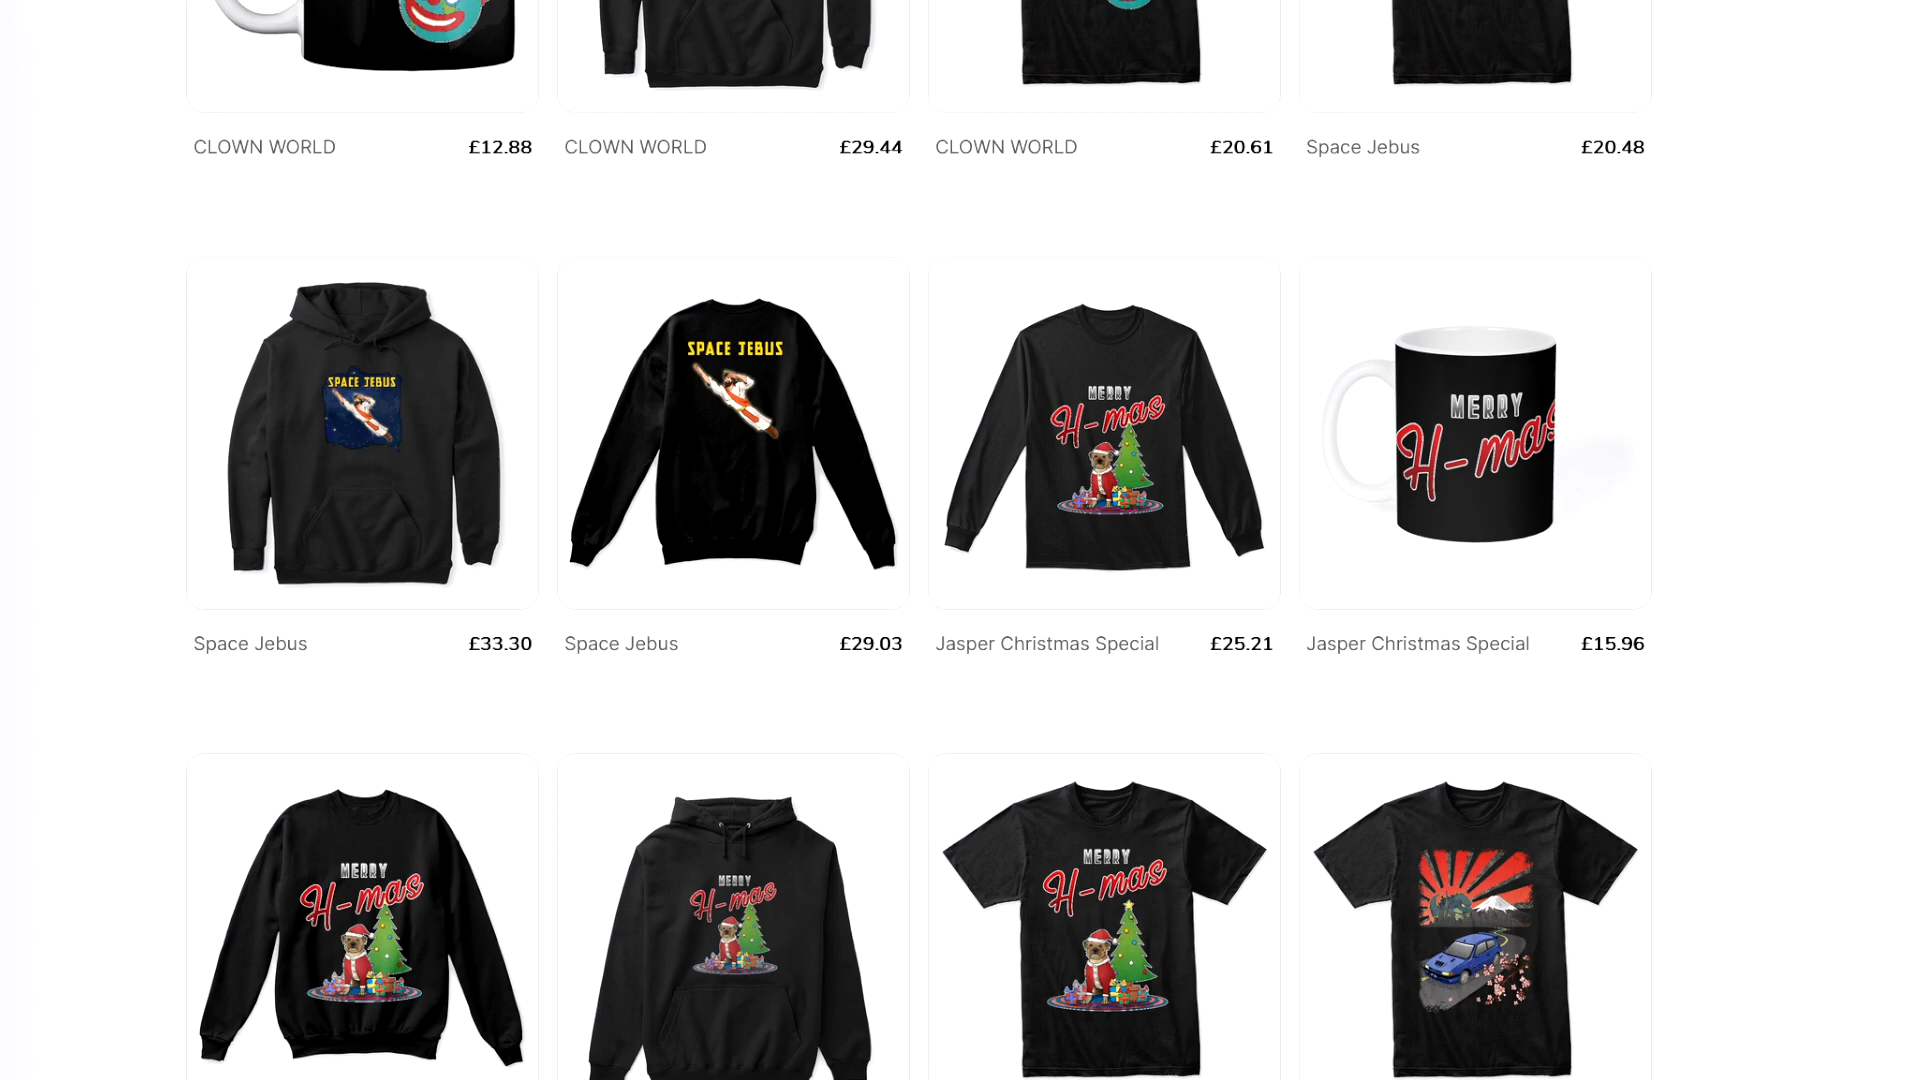 CLOWN WORLD £12.88
CLOWN WORLD £29.44
CLOWN WORLD £20.61
Space Jebus £20.48
SPACE JEBUS
SPACE JEBUS
MERRY
H-mas
MERRY
H-mas
Space Jebus £33.30
Space Jebus £29.03
Jasper Christmas Special £25.21
Jasper Christmas Special £15.96
MERRY
H-mas
MERRY
H-mas
MERRY
H-mas